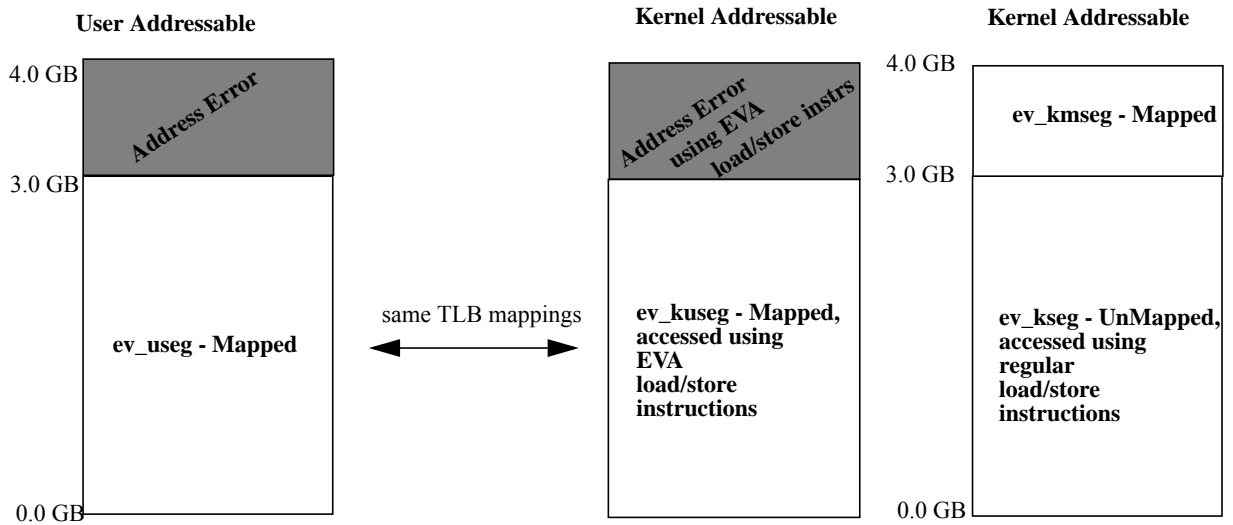 User Addressable
4.0 GB
Address Error
3.0 GB
ev_useg - Mapped
0.0 GB
same TLB mappings
Kernel Addressable
Address Error
using EVA
load/store instrs
ev_kuseg - Mapped,
accessed using
EVA
load/store
instructions
Kernel Addressable
4.0 GB
ev_kmseg - Mapped
3.0 GB
ev_kseg - UnMapped,
accessed using
regular
load/store
instructions
0.0 GB